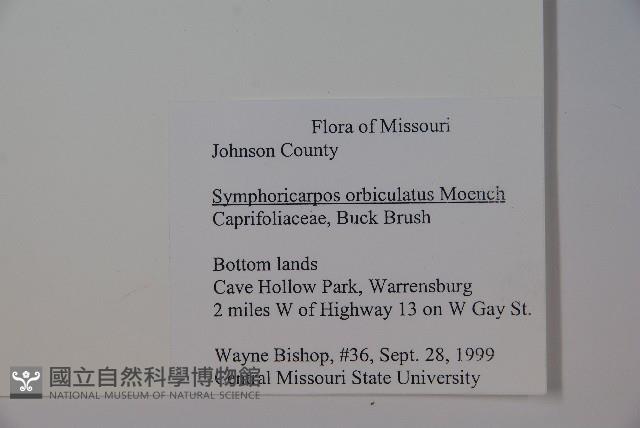 Flora of Missouri
Johnson County
Symphoricarpos orbiculatus Moench
Caprifoliaceae, Buck Brush
Bottom lands
Cave Hollow Park, Warrensburg
2 miles W of Highway 13 on W Gay St.
Wayne Bishop, #36, Sept. 28, 1999
Central Missouri State University
國立自然科學博物館
NATIONAL MUSEUM OF NATURAL SCIENCE